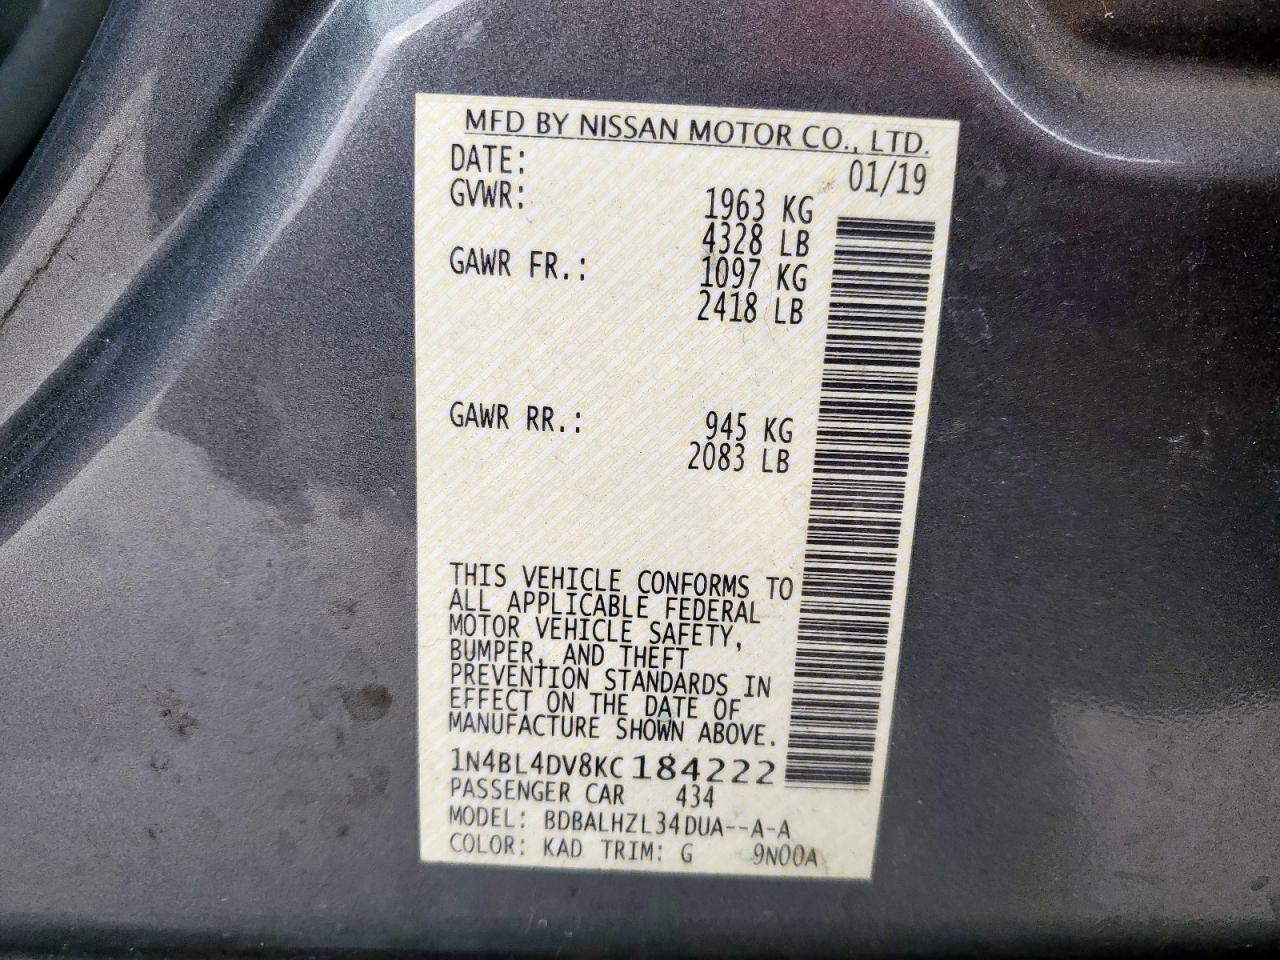 MFD BY NISSAN MOTOR CO., LTD.
DATE: 01/19
GVWR: 1963 KG
4328 LB
GAWR FR.: 1097 KG
2418 LB
GAWR RR.: 945 KG
2083 LB
THIS VEHICLE CONFORMS TO
ALL APPLICABLE FEDERAL
MOTOR VEHICLE SAFETY,
BUMPER, AND THEFT
PREVENTION STANDARDS IN
EFFECT ON THE DATE OF
MANUFACTURE SHOWN ABOVE.
1N4BL4DV8KC184222
PASSENGER CAR 434
MODEL: BDBALHZL34DUA--A-A
COLOR: KAD TRIM: G 9N00A